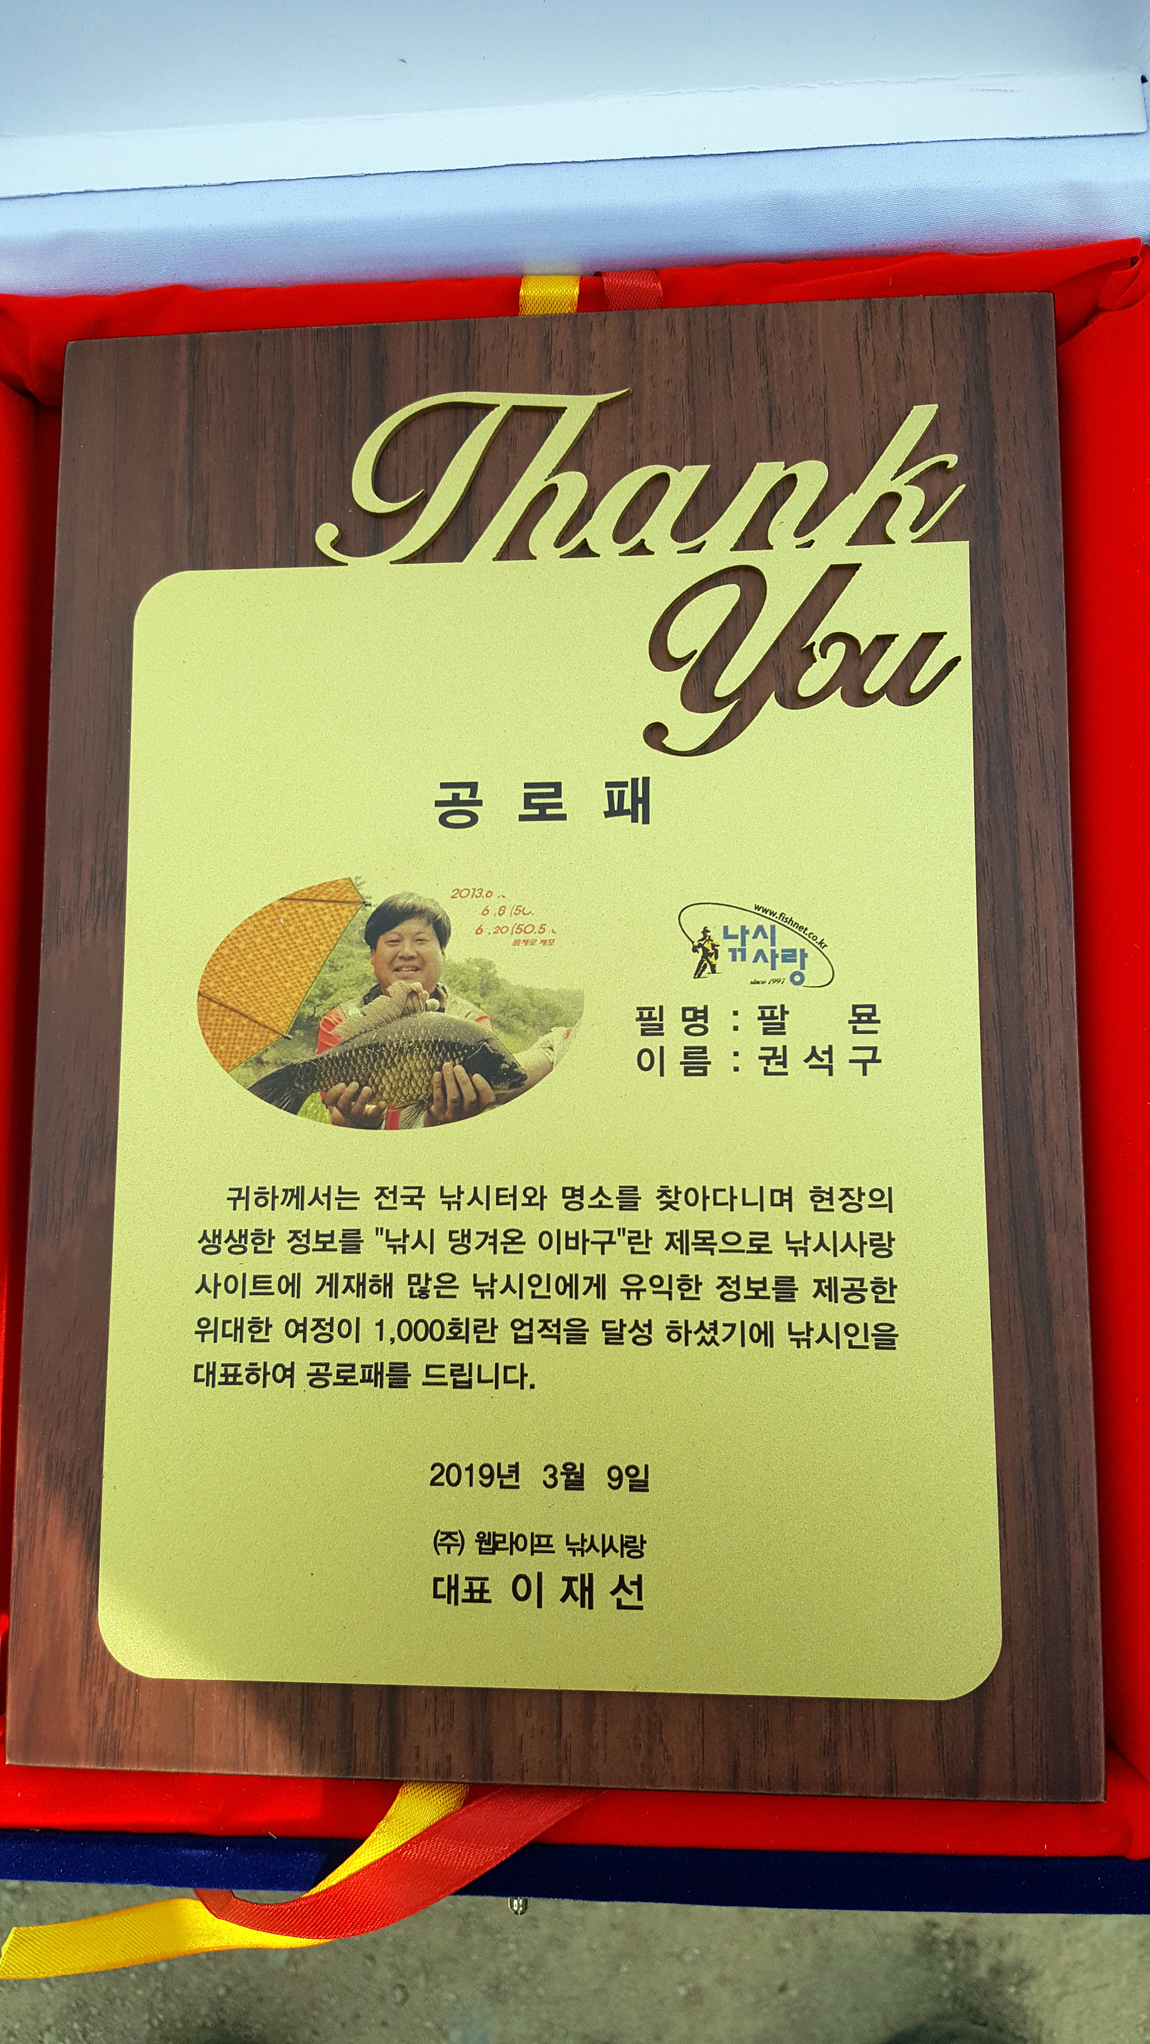 Thank
You
공 로 패
2013.6
6.8 (50.
6.20 (50.5
www.fishnet.co.kr
낚시
사랑
since 1997
필 명 : 팔 묜
이 름 : 권 석 구
귀하께서는 전국 낚시터와 명소를 찾아다니며 현장의
생생한 정보를 "낚시 댕겨온 이바구"란 제목으로 낚시사랑
사이트에 게재해 많은 낚시인에게 유익한 정보를 제공한
위대한 여정이 1,000회란 업적을 달성 하셨기에 낚시인을
대표하여 공로패를 드립니다.
2019년 3월 9일
㈜ 웹라이프 낚시사랑
대표 이 재 선